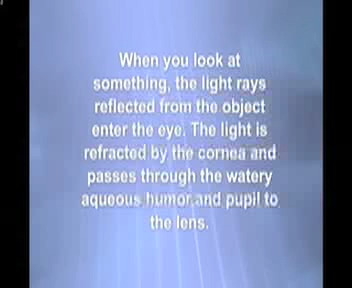 When you look at
something, the light rays
reflected from the object
enter the eye. The light is
refracted by the cornea and
passes through the watery
aqueous humor and pupil to
the lens.